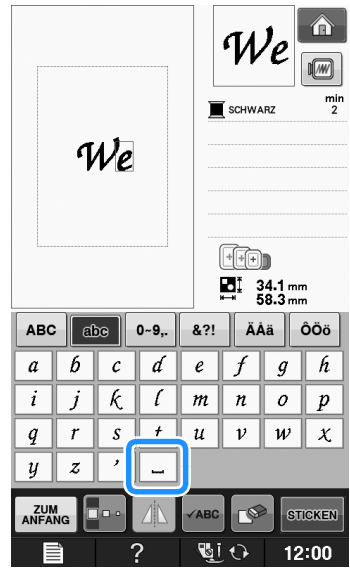 We
We
SCHWARZ
min
2
34.1 mm
58.3 mm
ABC abc 0~9,. &?! ÄÅä ÔÖö
a b c d e f g h
i j k l m n o p
q r s t u v w x
y z ' ⎵
ZUM ANFANG
✓ABC
STICKEN
?
12:00